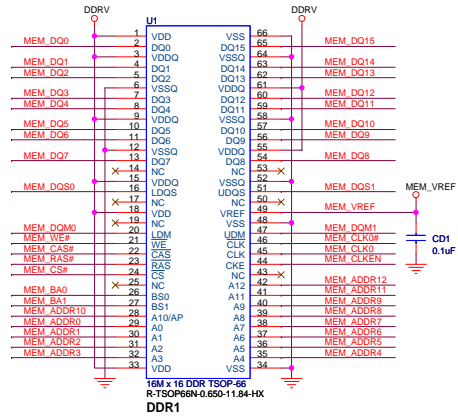 DDRV DDRV
U1
1 VDD VSS 66
MEM_DQ0 2 DQ0 DQ15 65 MEM_DQ15
3 VDDQ VSSQ 64
MEM_DQ1 4 DQ1 DQ14 63 MEM_DQ14
MEM_DQ2 5 DQ2 DQ13 62 MEM_DQ13
6 VSSQ VDDQ 61
MEM_DQ3 7 DQ3 DQ12 60 MEM_DQ12
MEM_DQ4 8 DQ4 DQ11 59 MEM_DQ11
9 VDDQ VSSQ 58
MEM_DQ5 10 DQ5 DQ10 57 MEM_DQ10
MEM_DQ6 11 DQ6 DQ9 56 MEM_DQ9
12 VSSQ VDDQ 55
MEM_DQ7 13 DQ7 DQ8 54 MEM_DQ8
14 NC NC 53
15 VDDQ VSSQ 52
MEM_DQS0 16 LDQS UDQS 51 MEM_DQS1
MEM_VREF
17 NC NC 50
18 VDD VREF 49 MEM_VREF
19 NC VSS 48
MEM_DQM0 20 LDM UDM 47 MEM_DQM1
MEM_WE# 21 WE CLK 46 MEM_CLK0#
MEM_CAS# 22 CAS CLK 45 MEM_CLK0
MEM_RAS# 23 RAS CKE 44 MEM_CLKEN
MEM_CS# 24 CS NC 43
CD1
0.1uF
25 NC A12 42 MEM_ADDR12
MEM_BA0 26 BS0 A11 41 MEM_ADDR11
MEM_BA1 27 BS1 A9 40 MEM_ADDR9
MEM_ADDR10 28 A10/AP A8 39 MEM_ADDR8
MEM_ADDR0 29 A0 A7 38 MEM_ADDR7
MEM_ADDR1 30 A1 A6 37 MEM_ADDR6
MEM_ADDR2 31 A2 A5 36 MEM_ADDR5
MEM_ADDR3 32 A3 A4 35 MEM_ADDR4
33 VDD VSS 34
16M x 16 DDR TSOP-66
R-TSOP66N-0.650-11.84-HX
DDR1